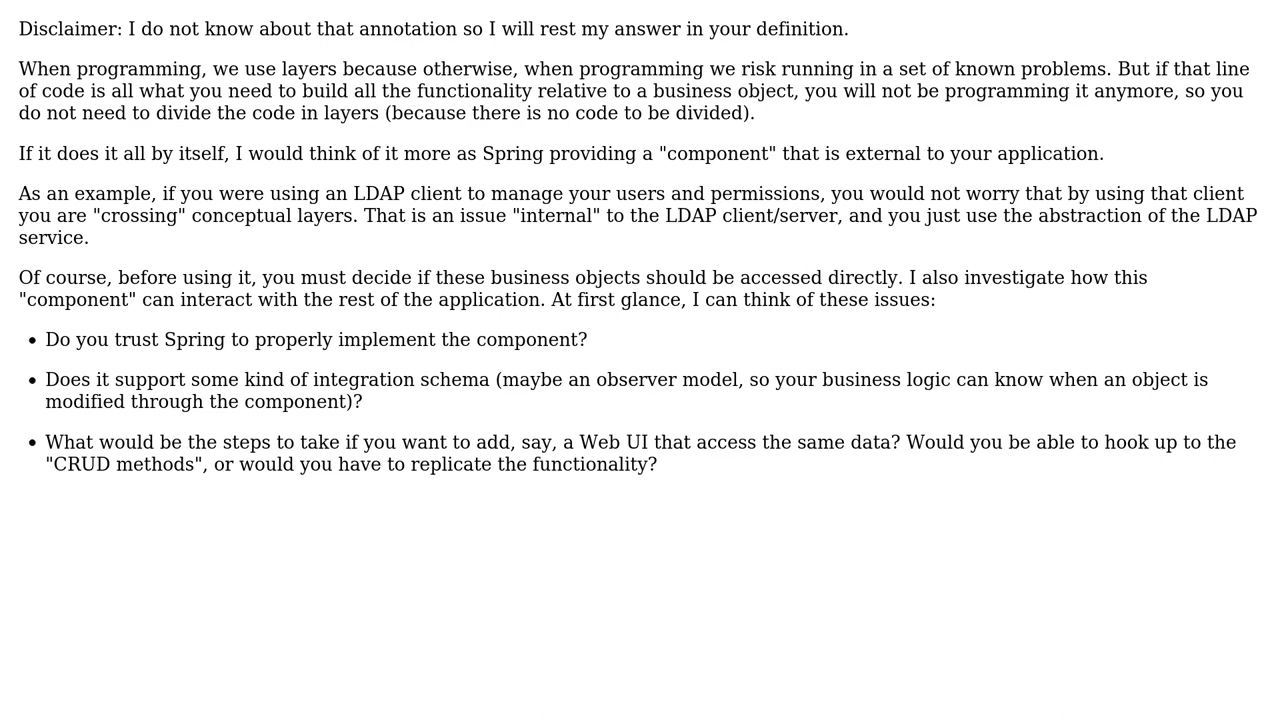 Disclaimer: I do not know about that annotation so I will rest my answer in your definition.
When programming, we use layers because otherwise, when programming we risk running in a set of known problems. But if that line
of code is all what you need to build all the functionality relative to a business object, you will not be programming it anymore, so you
do not need to divide the code in layers (because there is no code to be divided).
If it does it all by itself, I would think of it more as Spring providing a "component" that is external to your application.
As an example, if you were using an LDAP client to manage your users and permissions, you would not worry that by using that client
you are "crossing" conceptual layers. That is an issue "internal" to the LDAP client/server, and you just use the abstraction of the LDAP
service.
Of course, before using it, you must decide if these business objects should be accessed directly. I also investigate how this
"component" can interact with the rest of the application. At first glance, I can think of these issues:
• Do you trust Spring to properly implement the component?
• Does it support some kind of integration schema (maybe an observer model, so your business logic can know when an object is
modified through the component)?
• What would be the steps to take if you want to add, say, a Web UI that access the same data? Would you be able to hook up to the
"CRUD methods", or would you have to replicate the functionality?